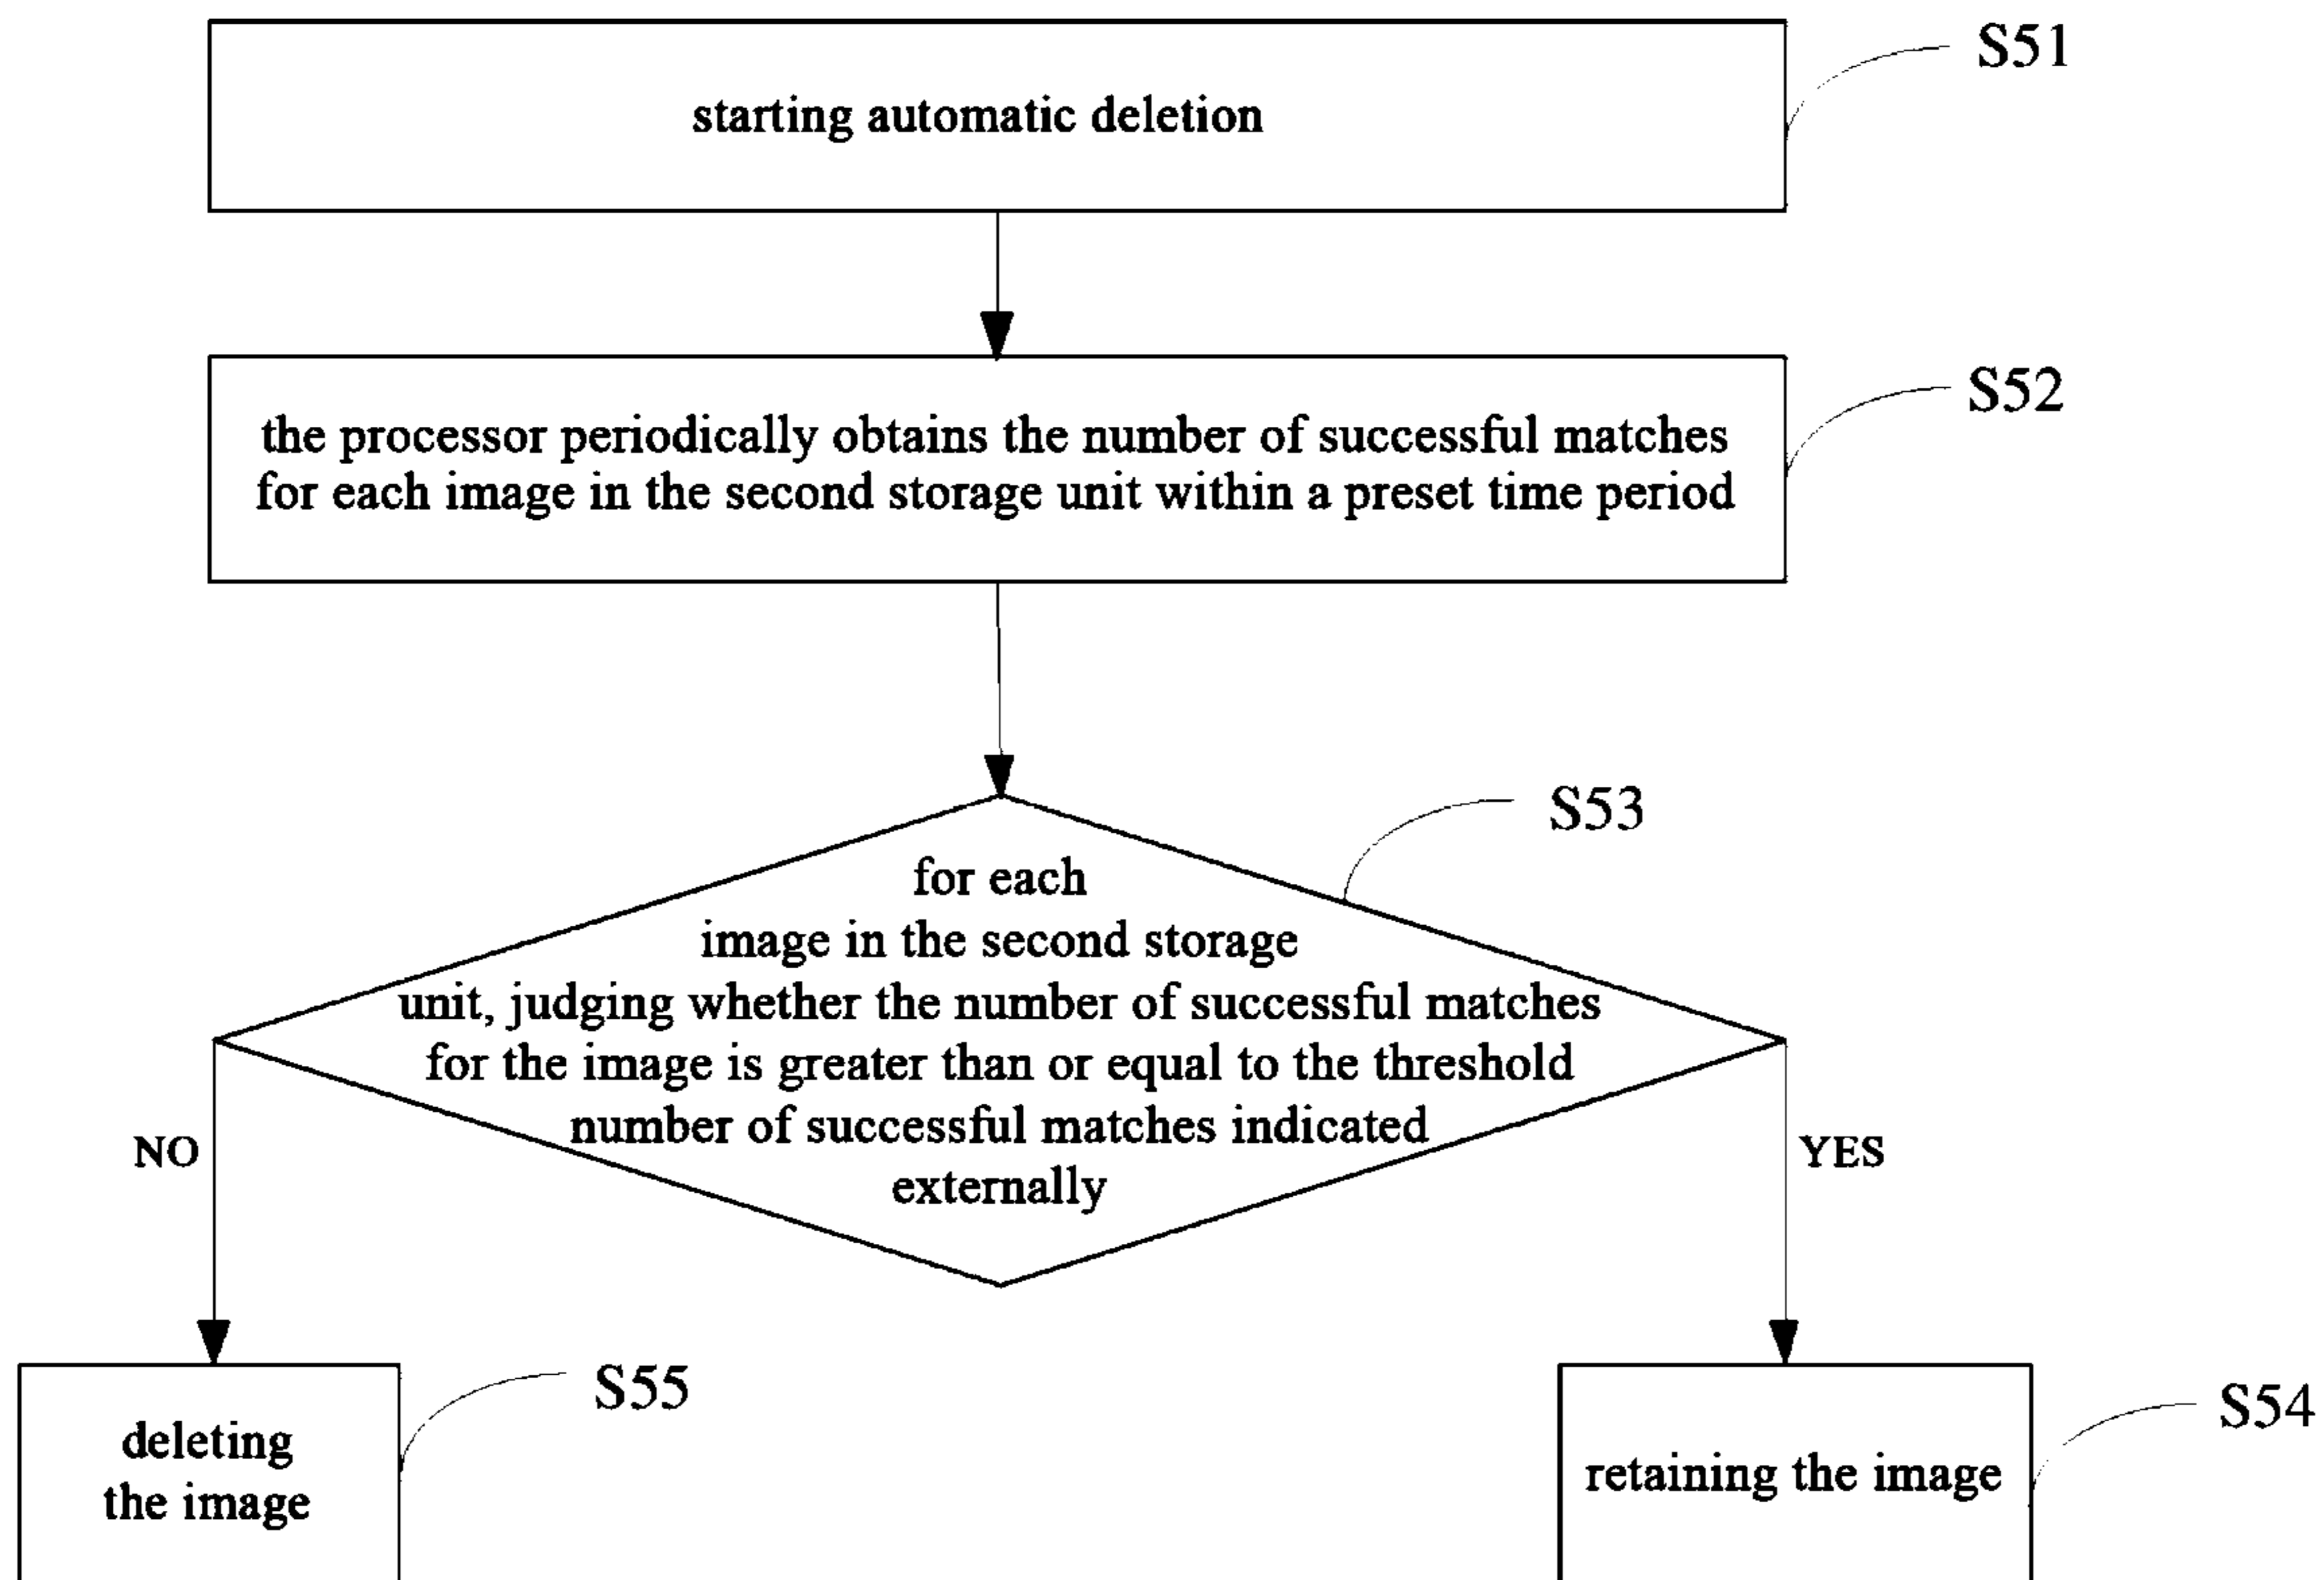 S51
starting automatic deletion
S52
the processor periodically obtains the number of successful matches
for each image in the second storage unit within a preset time period
S53
for each
image in the second storage
unit, judging whether the number of successful matches
for the image is greater than or equal to the threshold
number of successful matches indicated
externally
NO
YES
S55
deleting
the image
S54
retaining the image